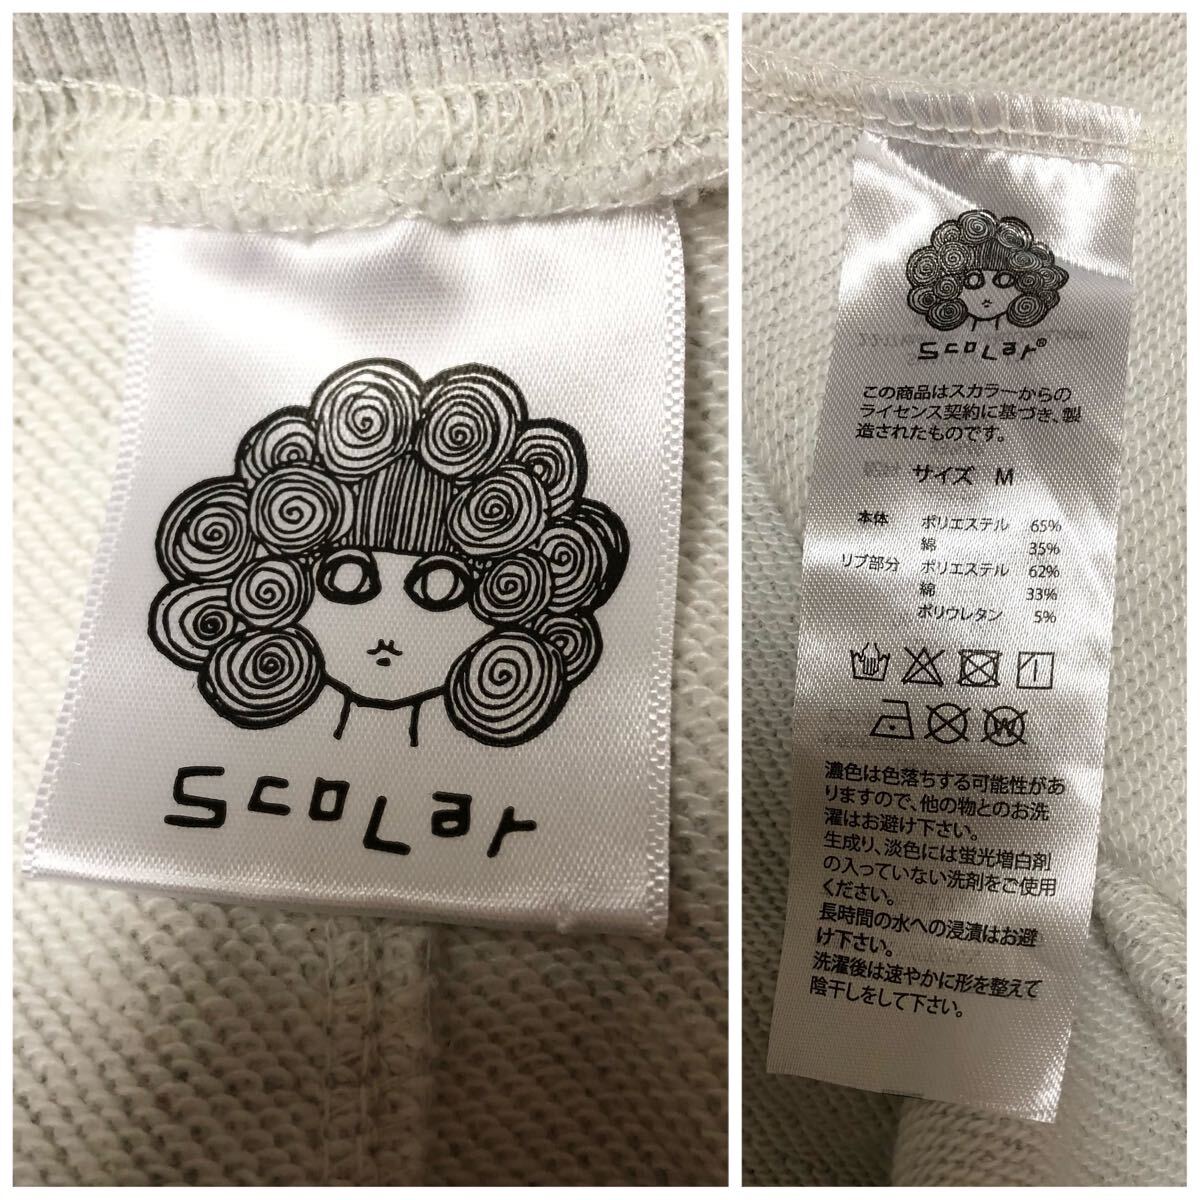 scoLar
scoLar®
この商品はスカラーからの
ライセンス契約に基づき、製
造されたものです。
サイズ M
本体 ポリエステル 65%
綿 35%
リブ部分 ポリエステル 62%
綿 33%
ポリウレタン 5%
W
濃色は色落ちする可能性があ
りますので、他の物とのお洗
濯はお避け下さい。
生成り、淡色には蛍光増白剤
の入っていない洗剤をご使用
ください。
長時間の水への浸漬はお避
け下さい。
洗濯後は速やかに形を整えて
陰干しをして下さい。